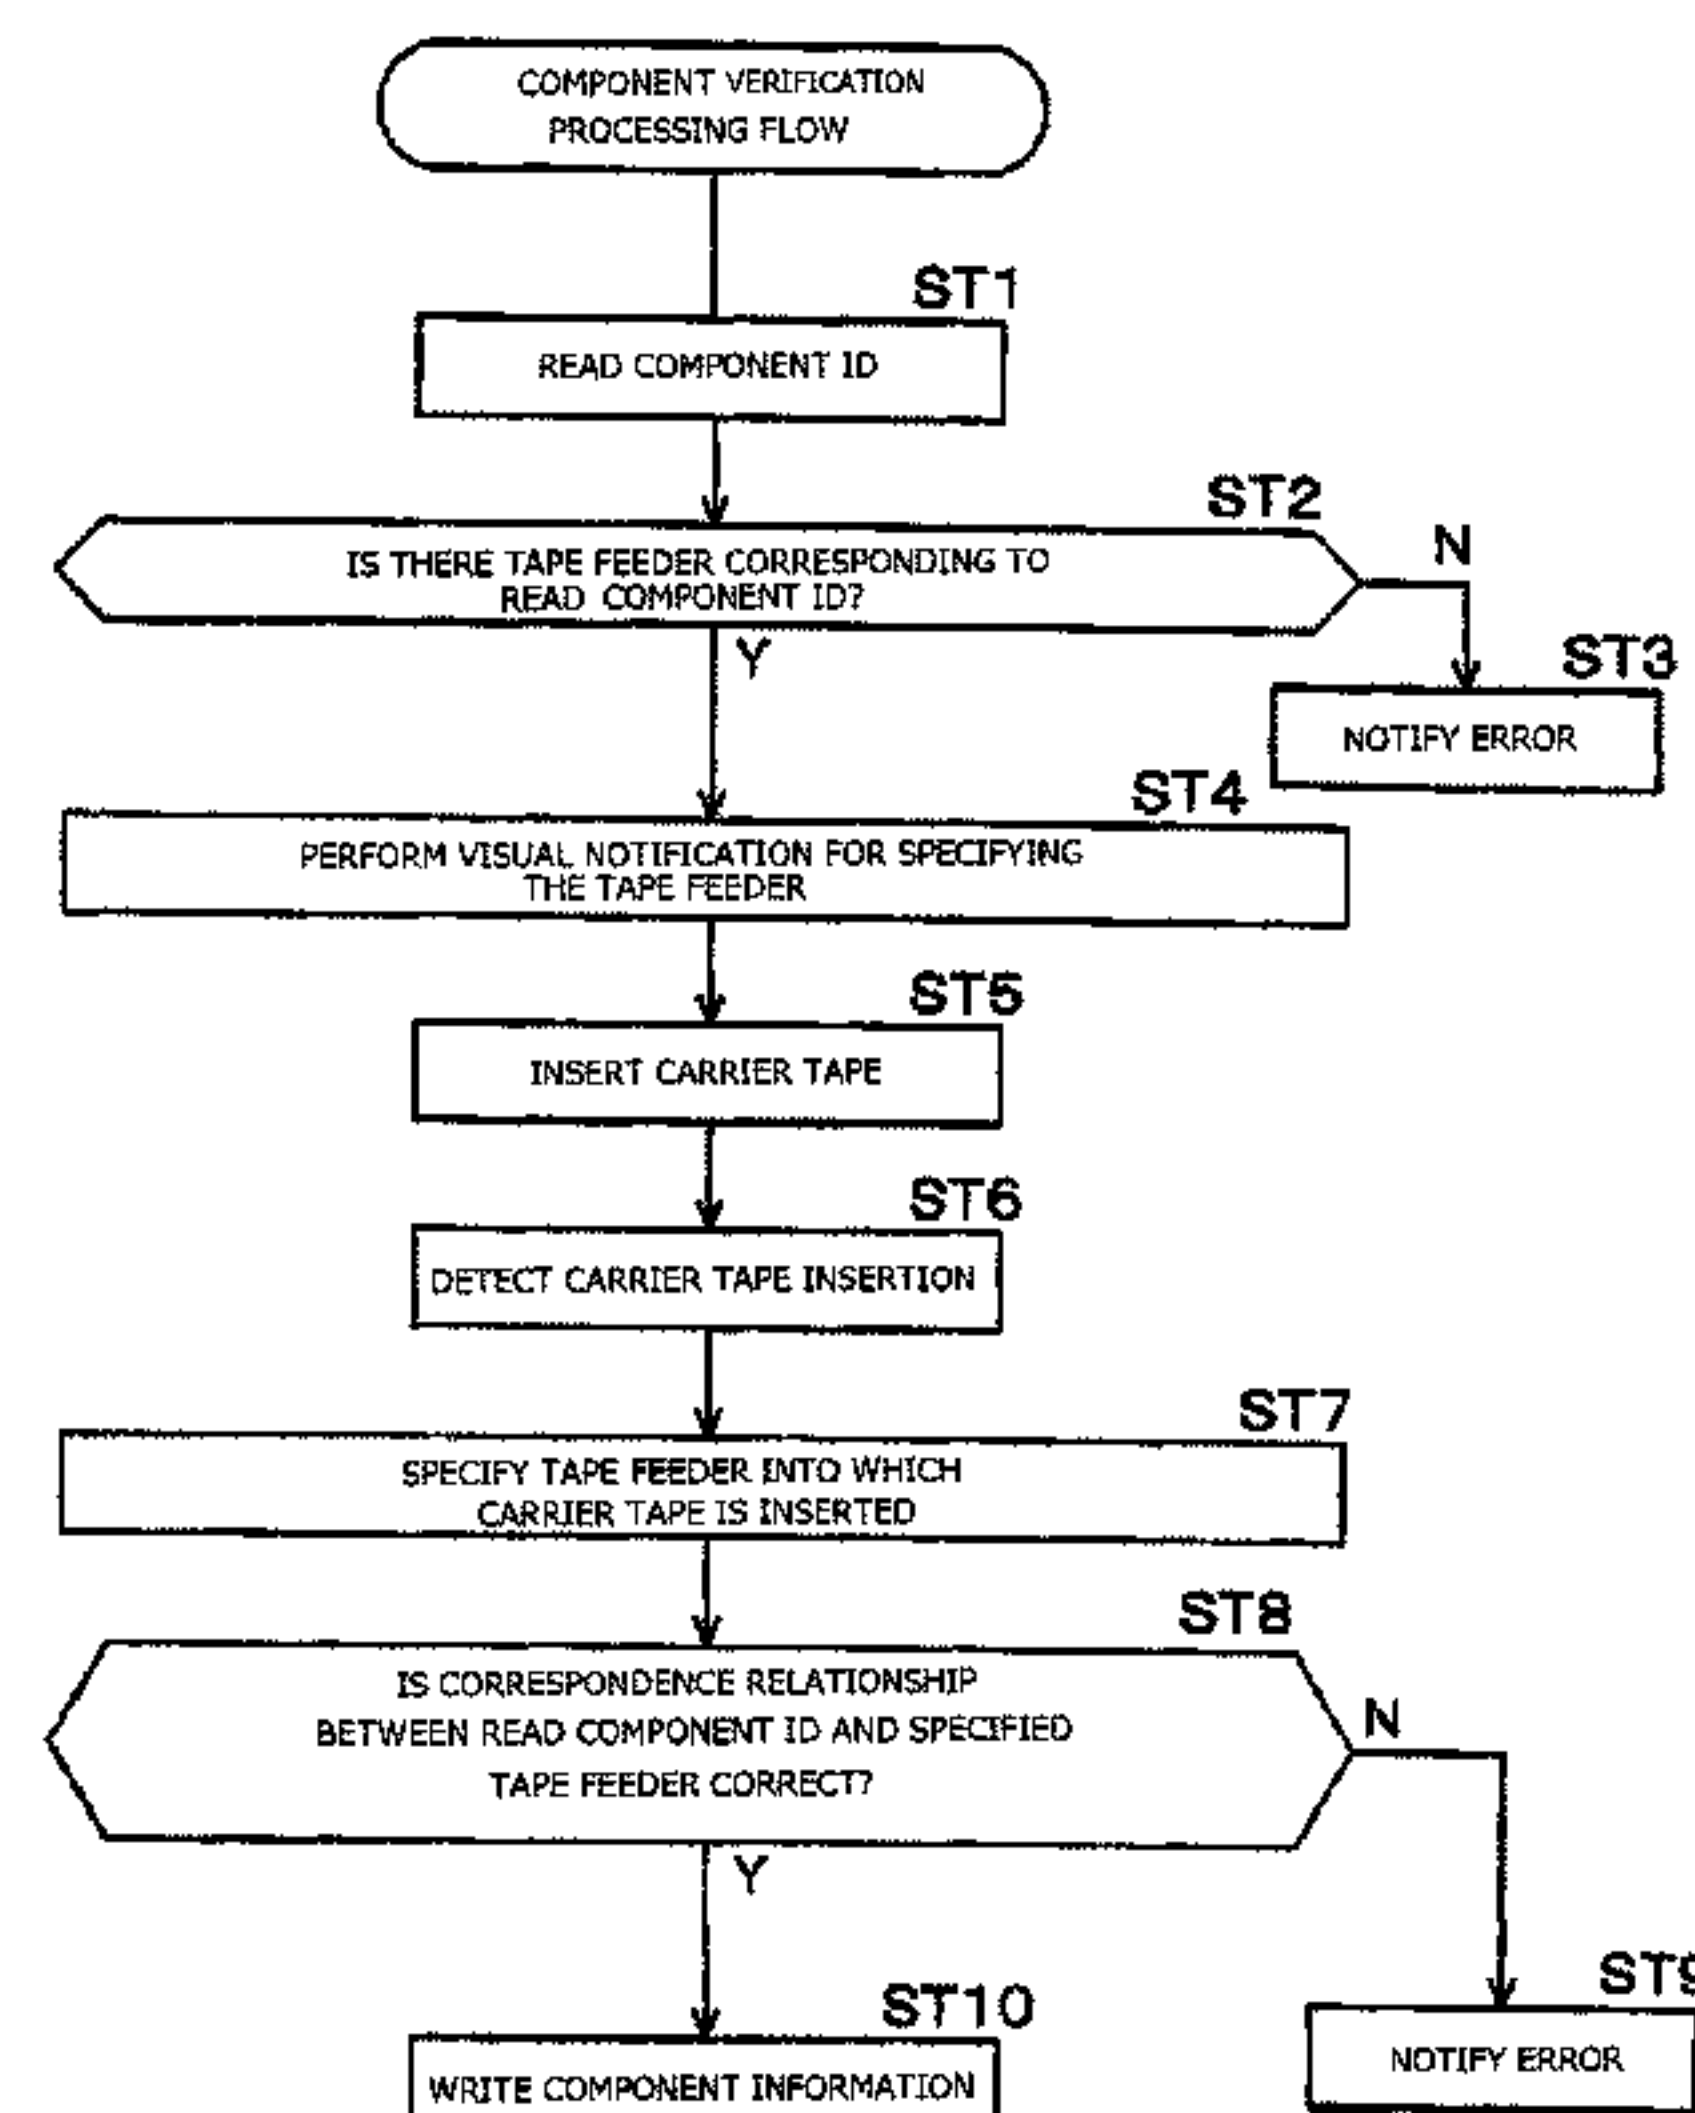 COMPONENT VERIFICATION
PROCESSING FLOW
ST1
READ COMPONENT ID
ST2
IS THERE TAPE FEEDER CORRESPONDING TO
READ COMPONENT ID?
N
Y
ST3
NOTIFY ERROR
ST4
PERFORM VISUAL NOTIFICATION FOR SPECIFYING
THE TAPE FEEDER
ST5
INSERT CARRIER TAPE
ST6
DETECT CARRIER TAPE INSERTION
ST7
SPECIFY TAPE FEEDER INTO WHICH
CARRIER TAPE IS INSERTED
ST8
IS CORRESPONDENCE RELATIONSHIP
BETWEEN READ COMPONENT ID AND SPECIFIED
TAPE FEEDER CORRECT?
N
Y
ST9
NOTIFY ERROR
ST10
WRITE COMPONENT INFORMATION